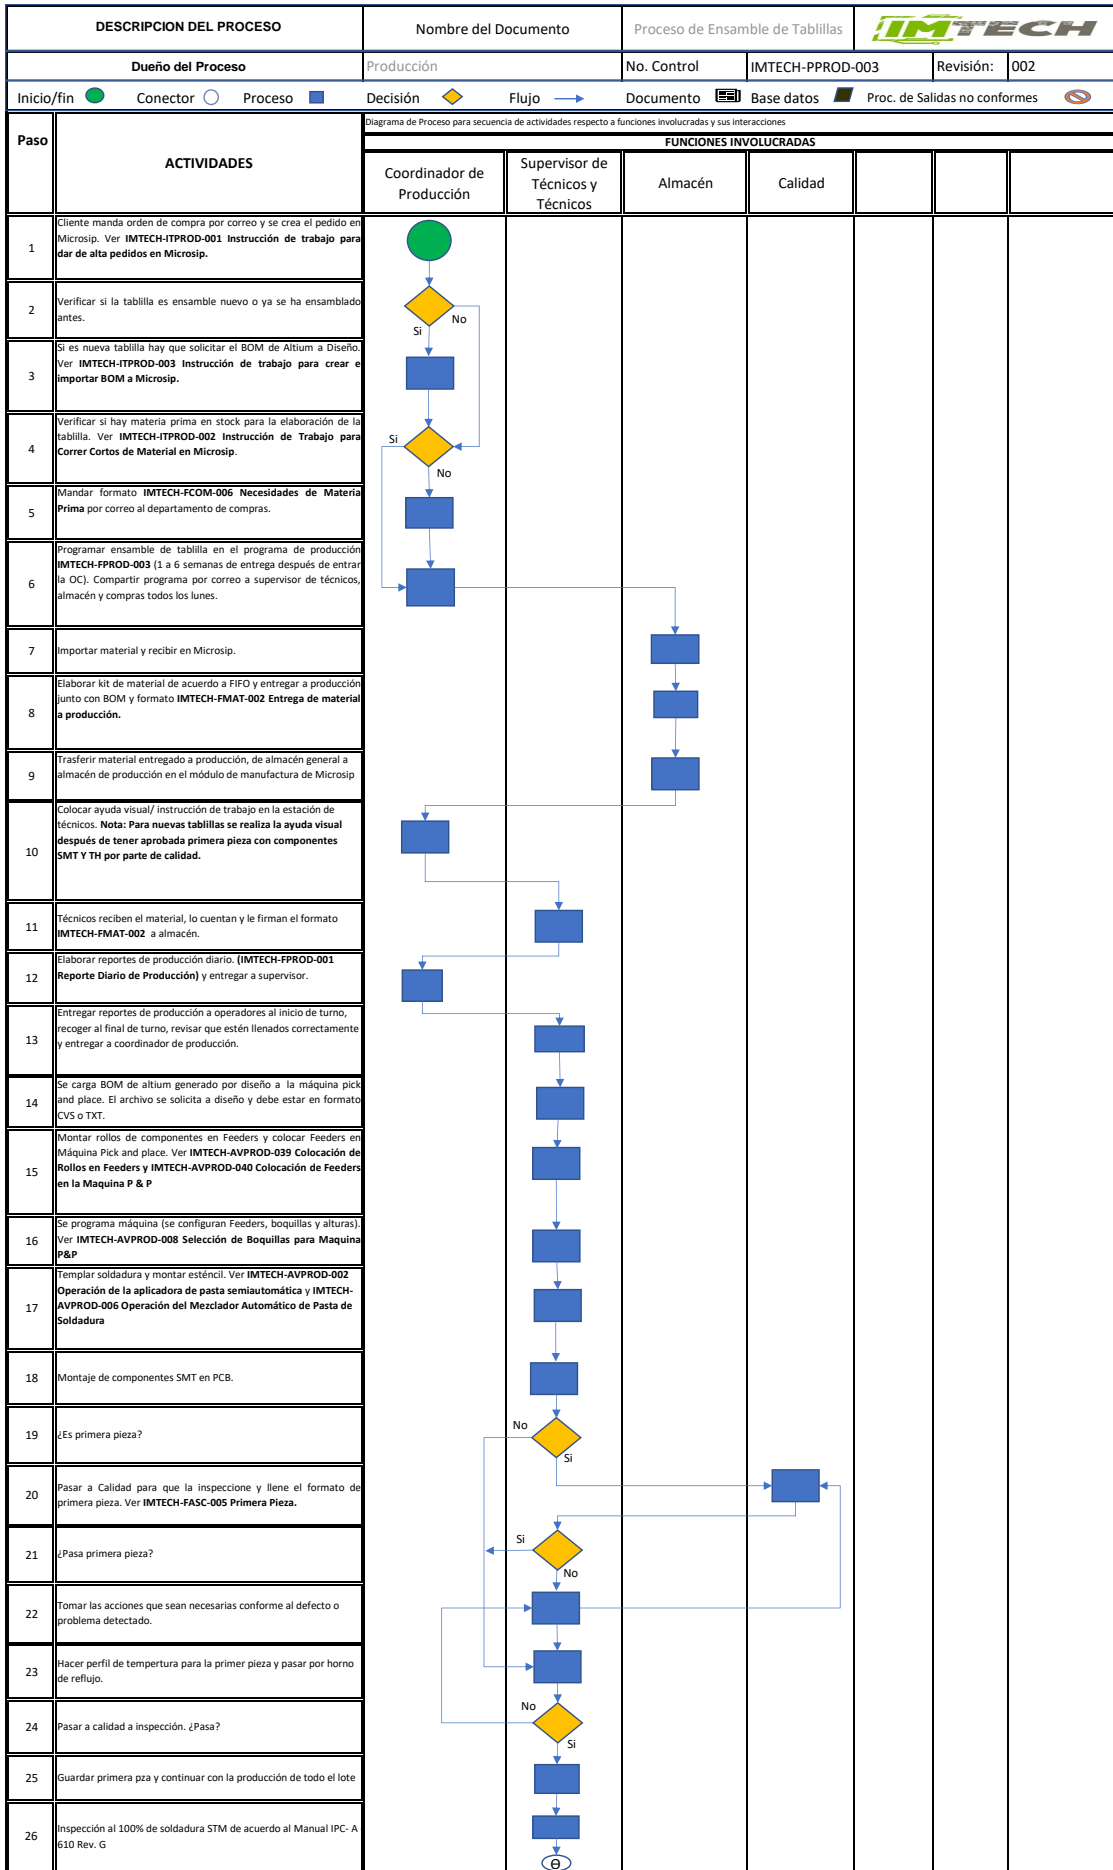 DESCRIPCION DEL PROCESO
Nombre del Documento
Proceso de Ensamble de Tablillas
IMTECH
Dueño del Proceso
Producción
No. Control
IMTECH-PPROD-003
Revisión:
002
Inicio/fin
Conector
Proceso
Decisión
Flujo
Documento
Base datos
Proc. de Salidas no conformes
Paso
ACTIVIDADES
Diagrama de Proceso para secuencia de actividades respecto a funciones involucradas y sus interacciones
FUNCIONES INVOLUCRADAS
Coordinador de
Producción
Supervisor de
Técnicos y
Técnicos
Almacén
Calidad
1
Cliente manda orden de compra por correo y se crea el pedido en
Microsip. Ver IMTECH-ITPROD-001 Instrucción de trabajo para
dar de alta pedidos en Microsip.
2
Verificar si la tablilla es ensamble nuevo o ya se ha ensamblado
antes.
No
Si
3
Si es nueva tablilla hay que solicitar el BOM de Altium a Diseño.
Ver IMTECH-ITPROD-003 Instrucción de trabajo para crear e
importar BOM a Microsip.
4
Verificar si hay materia prima en stock para la elaboración de la
tablilla. Ver IMTECH-ITPROD-002 Instrucción de Trabajo para
Correr Cortos de Material en Microsip.
Si
No
5
Mandar formato IMTECH-FCOM-006 Necesidades de Materia
Prima por correo al departamento de compras.
6
Programar ensamble de tablilla en el programa de producción
IMTECH-FPROD-003 (1 a 6 semanas de entrega después de entrar
la OC). Compartir programa por correo a supervisor de técnicos,
almacén y compras todos los lunes.
7
Importar material y recibir en Microsip.
8
Elaborar kit de material de acuerdo a FIFO y entregar a producción
junto con BOM y formato IMTECH-FMAT-002 Entrega de material
a producción.
9
Trasferir material entregado a producción, de almacén general a
almacén de producción en el módulo de manufactura de Microsip
10
Colocar ayuda visual/ instrucción de trabajo en la estación de
técnicos. Nota: Para nuevas tablillas se realiza la ayuda visual
después de tener aprobada primera pieza con componentes
SMT Y TH por parte de calidad.
11
Técnicos reciben el material, lo cuentan y le firman el formato
IMTECH-FMAT-002 a almacén.
12
Elaborar reportes de producción diario. (IMTECH-FPROD-001
Reporte Diario de Producción) y entregar a supervisor.
13
Entregar reportes de producción a operadores al inicio de turno,
recoger al final de turno, revisar que estén llenados correctamente
y entregar a coordinador de producción.
14
Se carga BOM de altium generado por diseño a la máquina pick
and place. El archivo se solicita a diseño y debe estar en formato
CVS o TXT.
15
Montar rollos de componentes en Feeders y colocar Feeders en
Máquina Pick and place. Ver IMTECH-AVPROD-039 Colocación de
Rollos en Feeders y IMTECH-AVPROD-040 Colocación de Feeders
en la Maquina P & P
16
Se programa máquina (se configuran Feeders, boquillas y alturas).
Ver IMTECH-AVPROD-008 Selección de Boquillas para Maquina
P&P
17
Templar soldadura y montar esténcil. Ver IMTECH-AVPROD-002
Operación de la aplicadora de pasta semiautomática y IMTECH-
AVPROD-006 Operación del Mezclador Automático de Pasta de
Soldadura
18
Montaje de componentes SMT en PCB.
19
¿Es primera pieza?
No
Si
20
Pasar a Calidad para que la inspeccione y llene el formato de
primera pieza. Ver IMTECH-FASC-005 Primera Pieza.
21
¿Pasa primera pieza?
Si
No
22
Tomar las acciones que sean necesarias conforme al defecto o
problema detectado.
23
Hacer perfil de tempertura para la primer pieza y pasar por horno
de reflujo.
24
Pasar a calidad a inspección. ¿Pasa?
No
Si
25
Guardar primera pza y continuar con la producción de todo el lote
26
Inspección al 100% de soldadura STM de acuerdo al Manual IPC- A
610 Rev. G